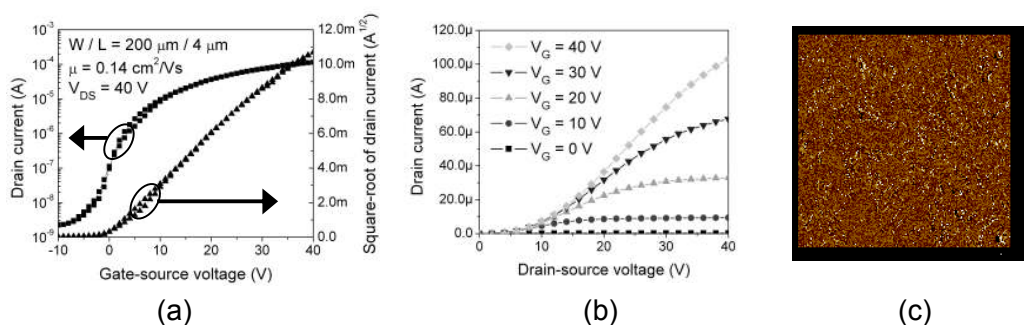 W / L = 200 μm / 4 μm
μ = 0.14 cm²/Vs
V_DS = 40 V
Drain current (A)
10⁻³
10⁻⁴
10⁻⁵
10⁻⁶
10⁻⁷
10⁻⁸
10⁻⁹
-10 0 10 20 30 40
Gate-source voltage (V)
12.0m
10.0m
8.0m
6.0m
4.0m
2.0m
0.0
Square-root of drain current (A^1/2)
(a)
Drain current (A)
120.0μ
100.0μ
80.0μ
60.0μ
40.0μ
20.0μ
0.0
V_G = 40 V
V_G = 30 V
V_G = 20 V
V_G = 10 V
V_G = 0 V
0 10 20 30 40
Drain-source voltage (V)
(b)
(c)